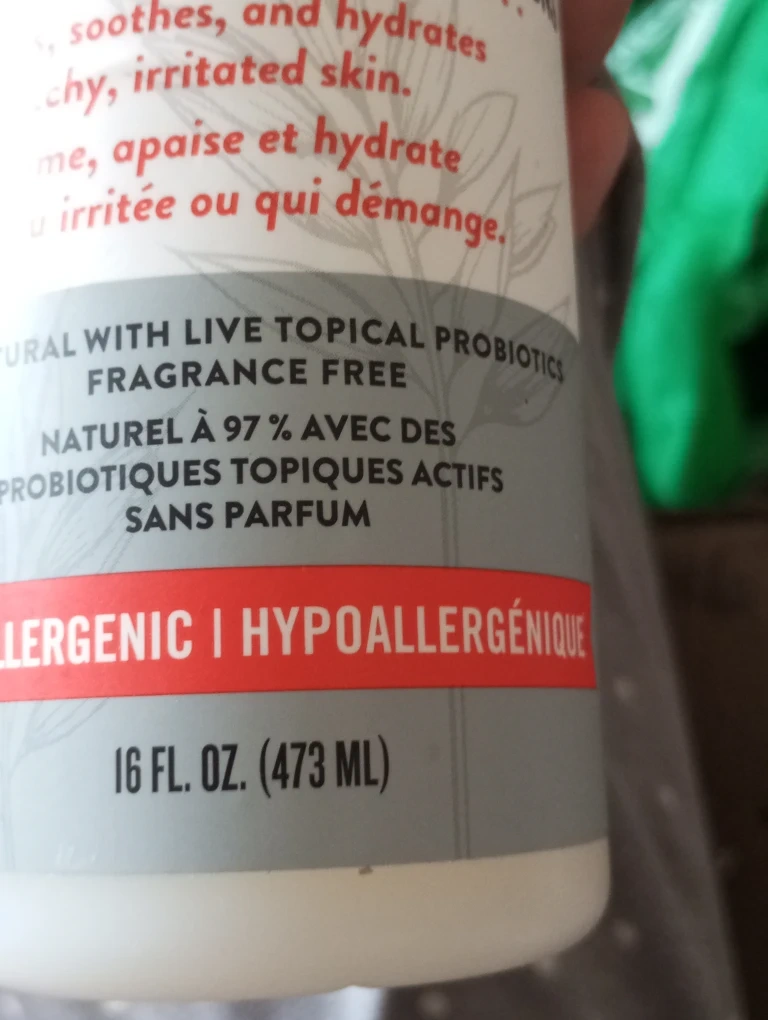 soothes, and hydrates
irritated skin.
apaise et hydrate
irritée ou qui démange.
WITH LIVE TOPICAL PROBIOTICS
FRAGRANCE FREE
NATUREL À 97 % AVEC DES
PROBIOTIQUES TOPIQUES ACTIFS
SANS PARFUM
| HYPOALLERGÉNIQUE
16 FL. OZ. (473 ML)